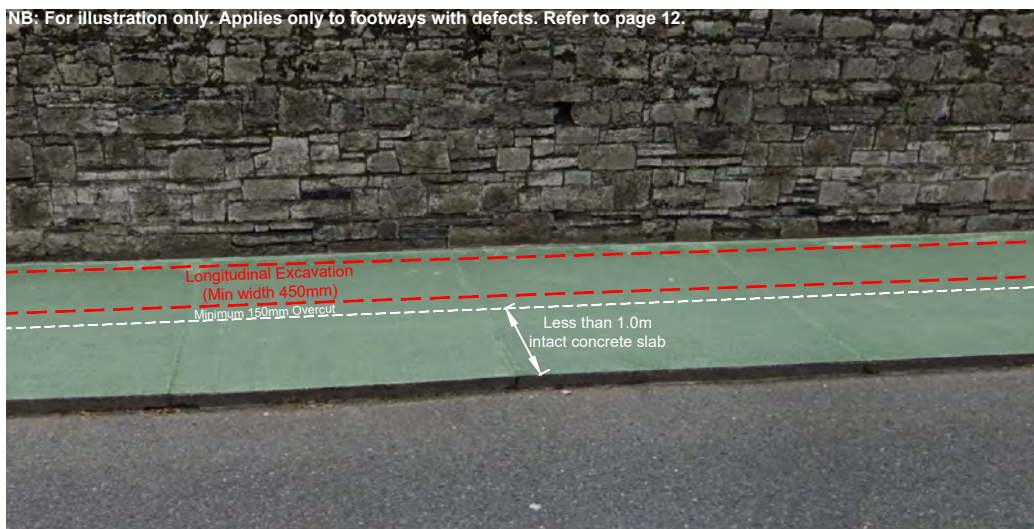 NB: For illustration only. Applies only to footways with defects. Refer to page 12.
Longitudinal Excavation
(Min width 450mm)
Minimum 150mm Overcut
Less than 1.0m
intact concrete slab